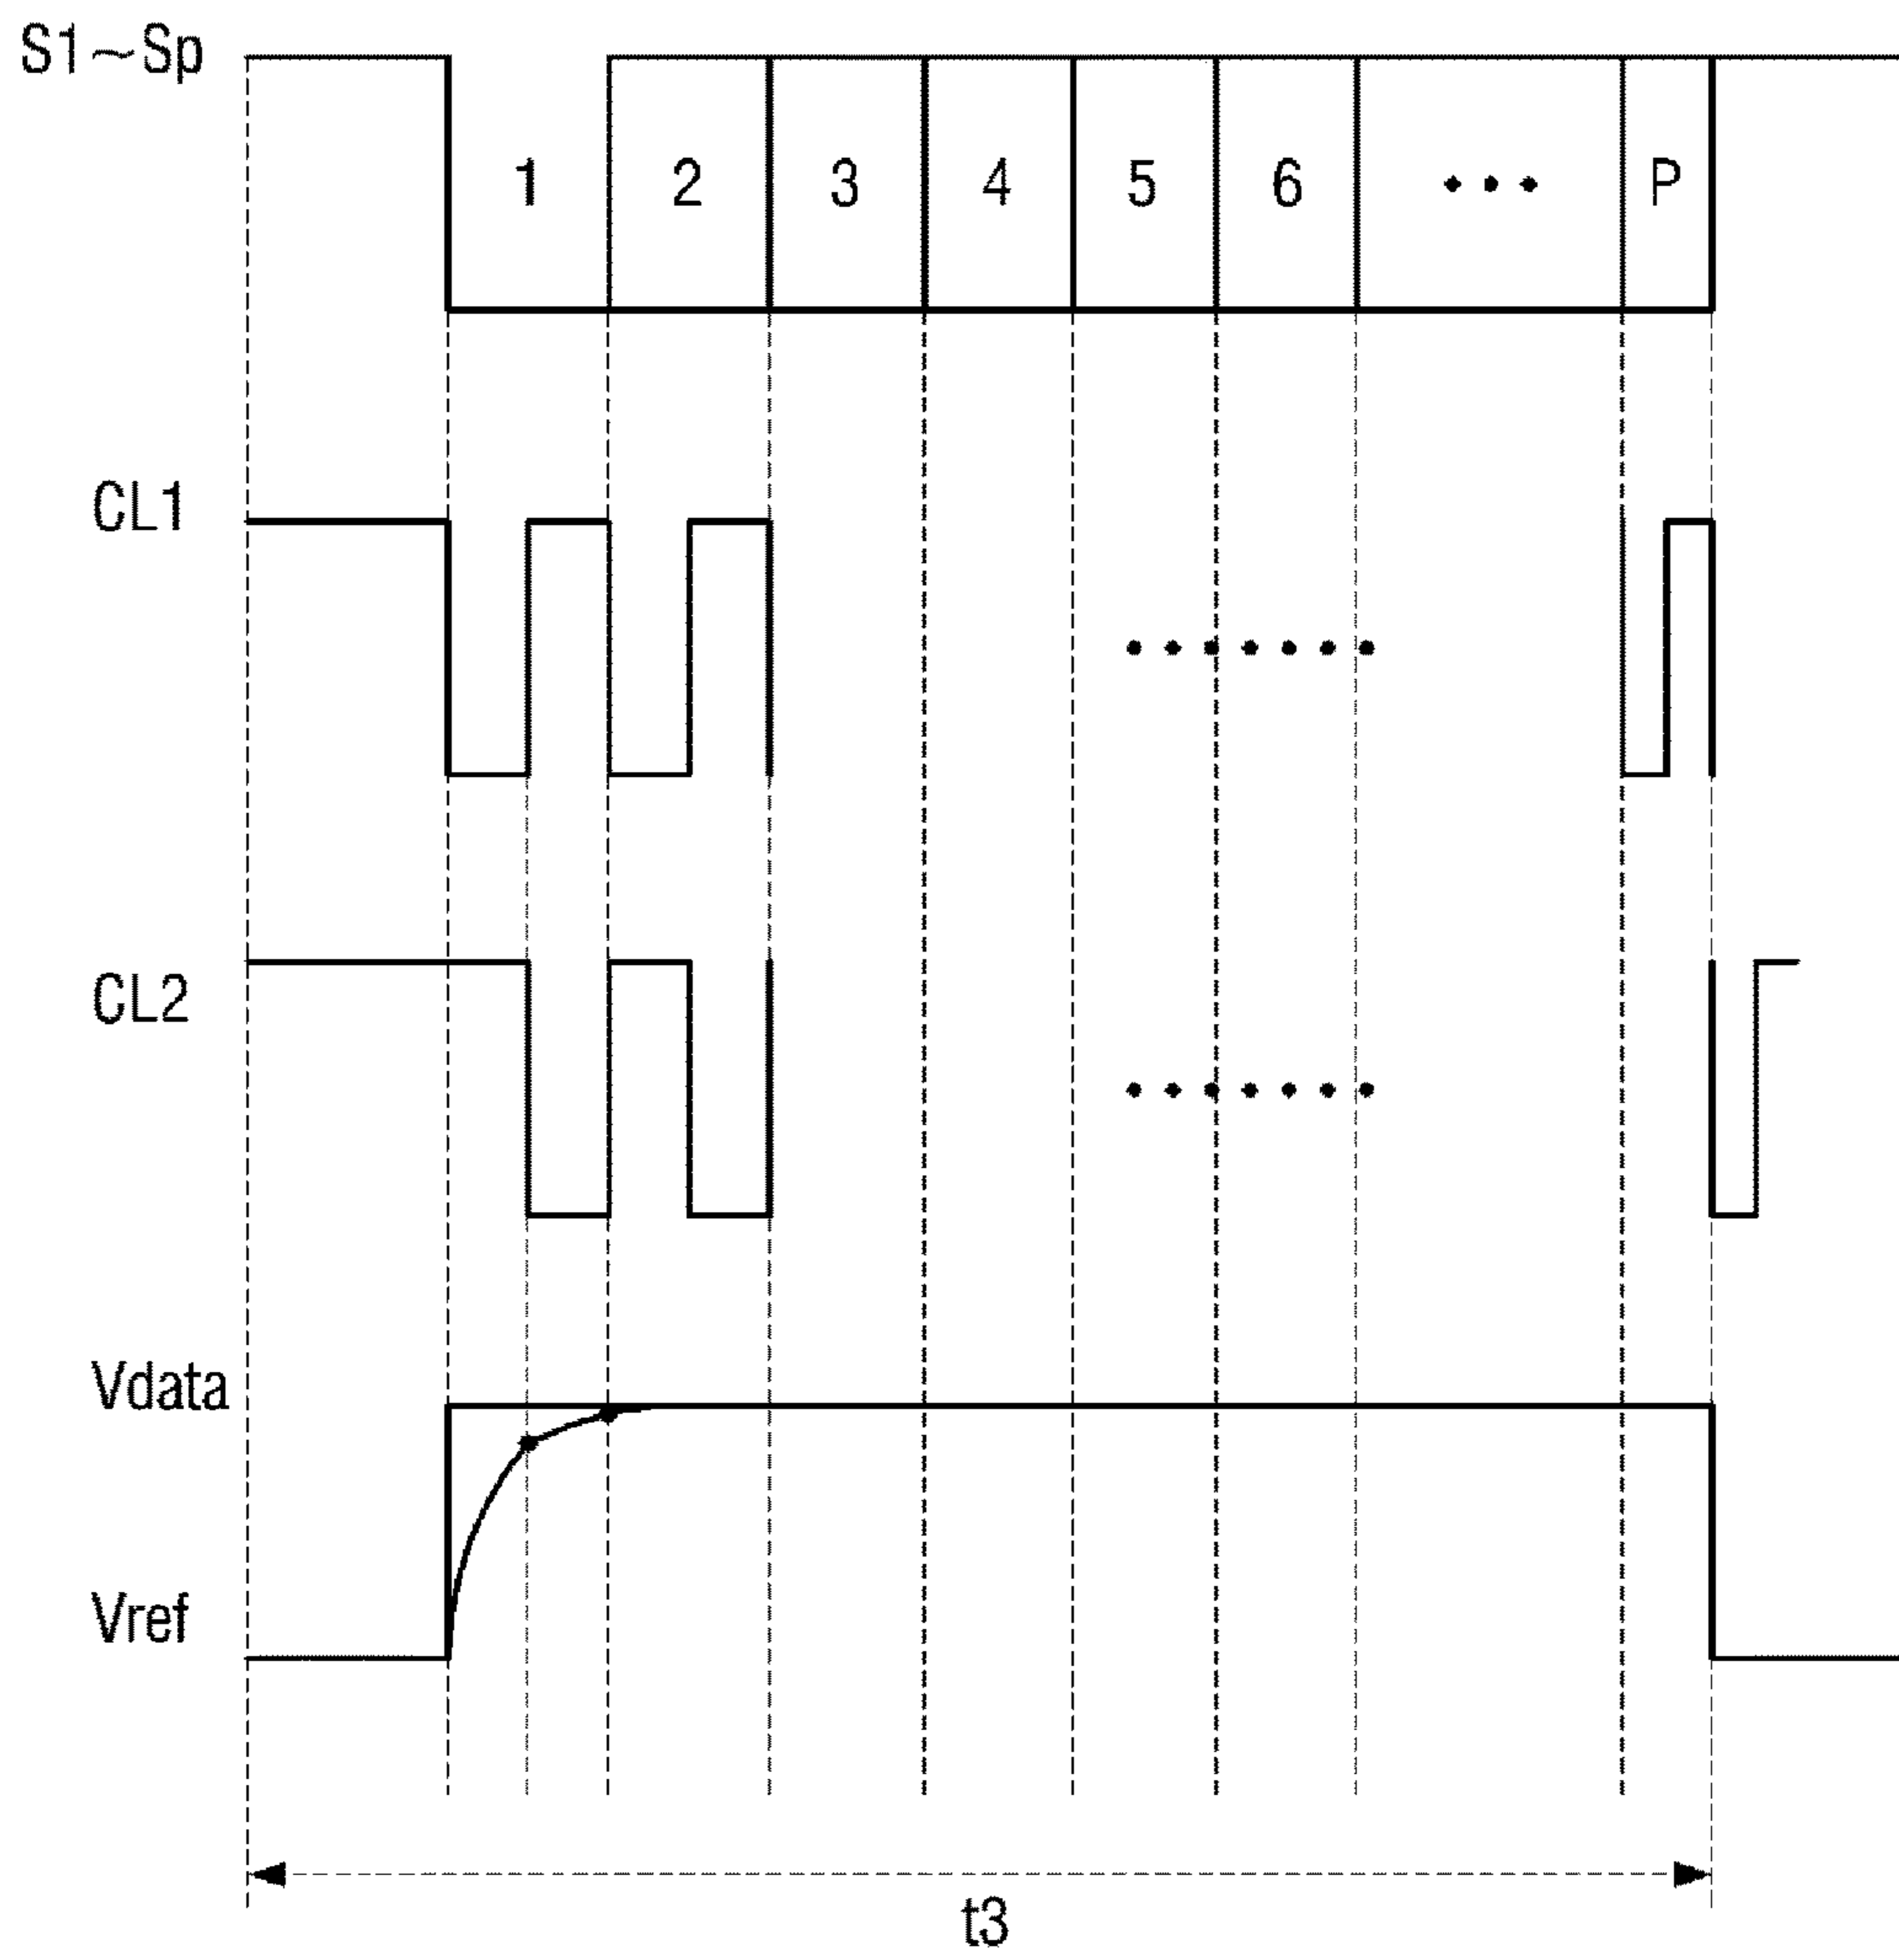 S1~Sp
1 2 3 4 5 6 ... P
CL1
.......
CL2
.......
Vdata
Vref
t3